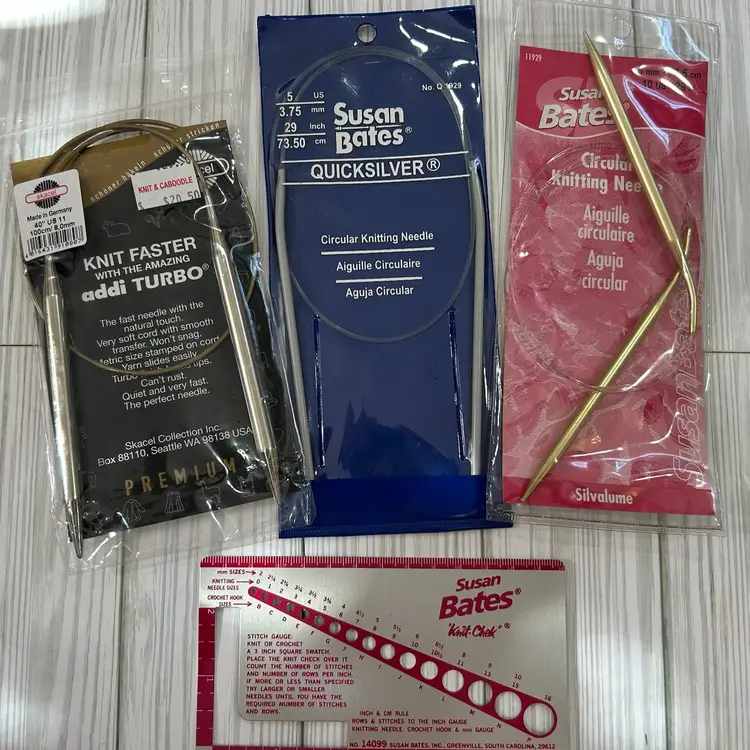 schöner häkeln
schöner stricken
skacel
Made in Germany
40" US 11
100cm/ 8,0mm
Skacel
KNIT & CABOODLE
$20.50
KNIT FASTER
WITH THE AMAZING
addi TURBO®
The fast needle with the
natural touch.
Very soft cord with smooth
transfer. Won't snag.
Metric size stamped on cord
Yarn slides easily
Can't rust.
Quiet and very fast.
The perfect needle.
Skacel Collection Inc.
Box 88110, Seattle WA 98138 USA
PREMIUM
5 US
3.75 mm
29 Inch
73.50 cm
Susan
Bates®
QUICKSILVER®
Circular Knitting Needle
Aiguille Circulaire
Aguja Circular
11929
Susan
Bates®
Circular
Knitting
Aiguille
circulaire
Aguja
circular
Susan Bates
Silvalume®
mm SIZES
KNITTING
NEEDLE SIZES
CROCHET HOOK
SIZES
Susan
Bates®
"Knit-Chek"®
STITCH GAUGE:
KNIT OR CROCHET
A 3 INCH SQUARE SWATCH,
PLACE THE KNIT CHECK OVER IT
COUNT THE NUMBER OF STITCHES
AND NUMBER OF ROWS PER INCH.
IF MORE OR LESS THAN SPECIFIED
TRY LARGER OR SMALLER
NEEDLES UNTIL YOU HAVE THE
REQUIRED NUMBER OF STITCHES
AND ROWS.
INCH & CM RULE
ROWS & STITCHES TO THE INCH GAUGE
KNITTING NEEDLE, CROCHET HOOK & mm GAUGE
NO. 14099 SUSAN BATES, INC., GREENVILLE, SOUTH CAROLINA, 29612